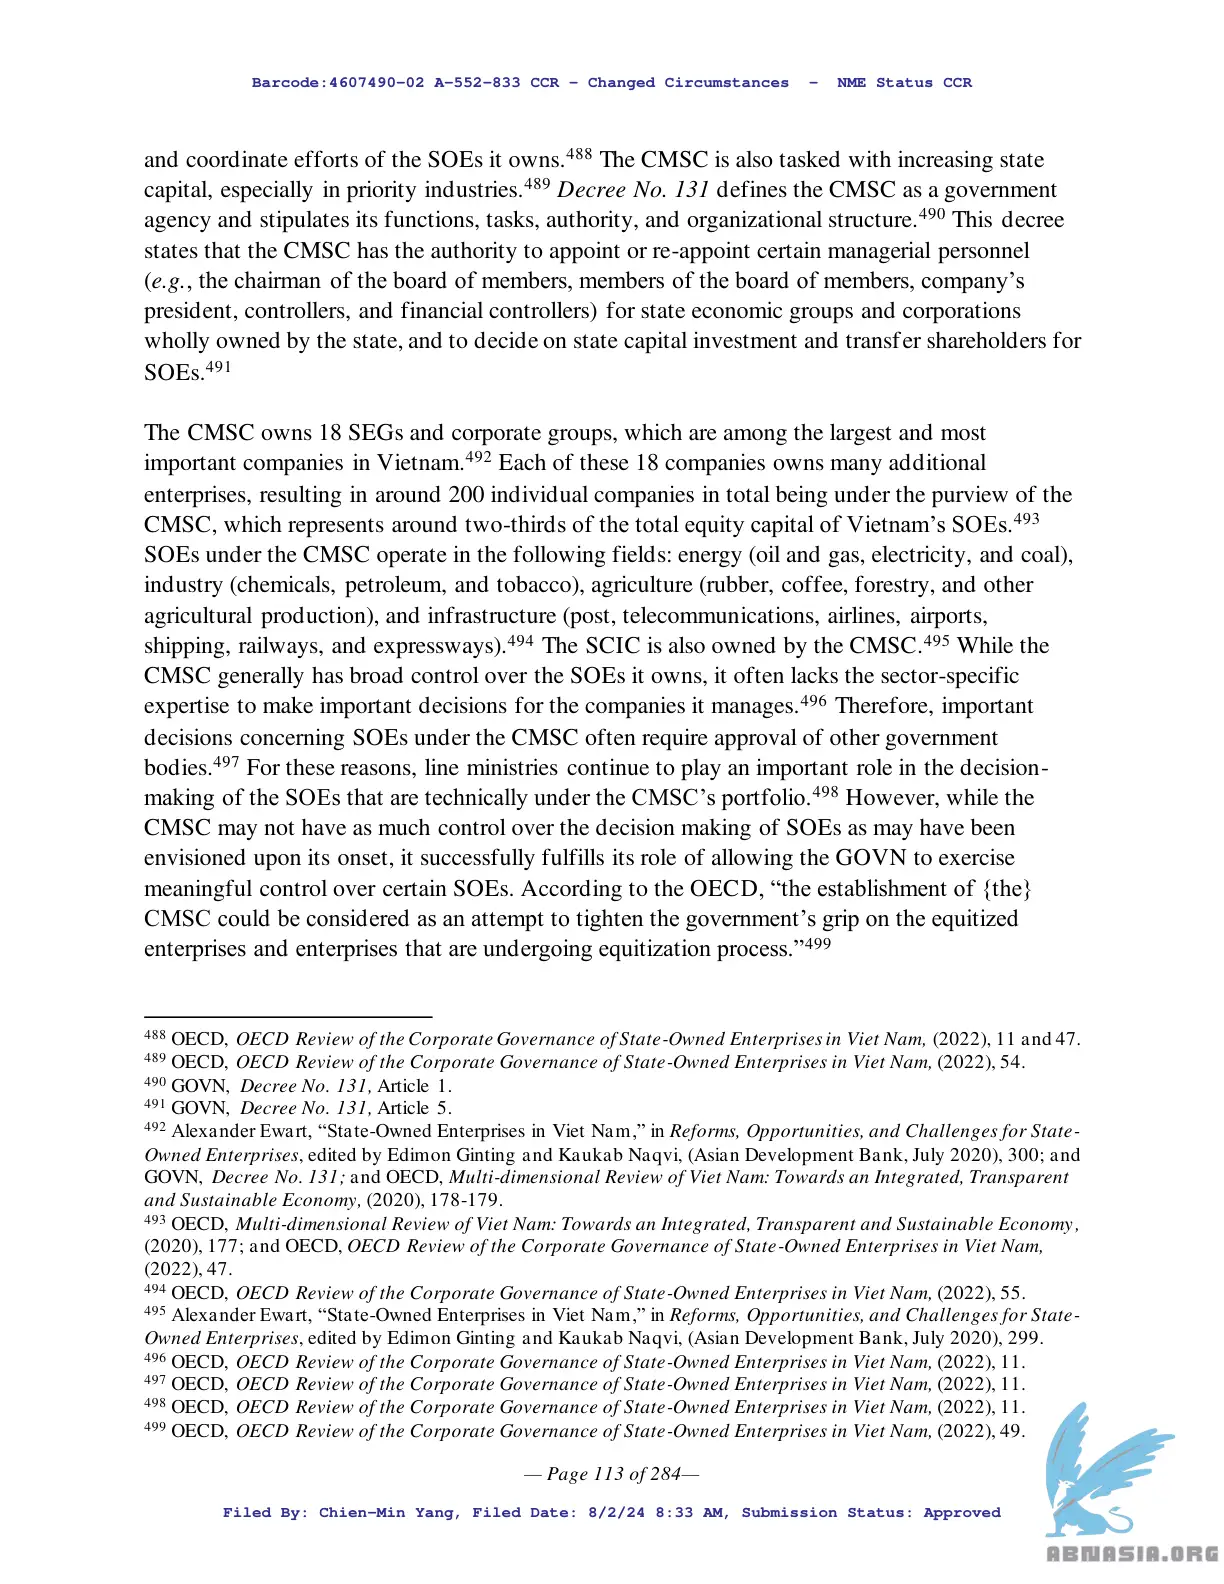 Barcode:4607490-02 A-552-833 CCR - Changed Circumstances - NME Status CCR
and coordinate efforts of the SOEs it owns.488 The CMSC is also tasked with increasing state
capital, especially in priority industries.489 Decree No. 131 defines the CMSC as a government
agency and stipulates its functions, tasks, authority, and organizational structure.490 This decree
states that the CMSC has the authority to appoint or re-appoint certain managerial personnel
(e.g., the chairman of the board of members, members of the board of members, company’s
president, controllers, and financial controllers) for state economic groups and corporations
wholly owned by the state, and to decide on state capital investment and transfer shareholders for
SOEs.491
The CMSC owns 18 SEGs and corporate groups, which are among the largest and most
important companies in Vietnam.492 Each of these 18 companies owns many additional
enterprises, resulting in around 200 individual companies in total being under the purview of the
CMSC, which represents around two-thirds of the total equity capital of Vietnam’s SOEs.493
SOEs under the CMSC operate in the following fields: energy (oil and gas, electricity, and coal),
industry (chemicals, petroleum, and tobacco), agriculture (rubber, coffee, forestry, and other
agricultural production), and infrastructure (post, telecommunications, airlines, airports,
shipping, railways, and expressways).494 The SCIC is also owned by the CMSC.495 While the
CMSC generally has broad control over the SOEs it owns, it often lacks the sector-specific
expertise to make important decisions for the companies it manages.496 Therefore, important
decisions concerning SOEs under the CMSC often require approval of other government
bodies.497 For these reasons, line ministries continue to play an important role in the decision-
making of the SOEs that are technically under the CMSC’s portfolio.498 However, while the
CMSC may not have as much control over the decision making of SOEs as may have been
envisioned upon its onset, it successfully fulfills its role of allowing the GOVN to exercise
meaningful control over certain SOEs. According to the OECD, “the establishment of {the}
CMSC could be considered as an attempt to tighten the government’s grip on the equitized
enterprises and enterprises that are undergoing equitization process.”499
488 OECD, OECD Review of the Corporate Governance of State-Owned Enterprises in Viet Nam, (2022), 11 and 47.
489 OECD, OECD Review of the Corporate Governance of State-Owned Enterprises in Viet Nam, (2022), 54.
490 GOVN, Decree No. 131, Article 1.
491 GOVN, Decree No. 131, Article 5.
492 Alexander Ewart, “State-Owned Enterprises in Viet Nam,” in Reforms, Opportunities, and Challenges for State-
Owned Enterprises, edited by Edimon Ginting and Kaukab Naqvi, (Asian Development Bank, July 2020), 300; and
GOVN, Decree No. 131; and OECD, Multi-dimensional Review of Viet Nam: Towards an Integrated, Transparent
and Sustainable Economy, (2020), 178-179.
493 OECD, Multi-dimensional Review of Viet Nam: Towards an Integrated, Transparent and Sustainable Economy,
(2020), 177; and OECD, OECD Review of the Corporate Governance of State-Owned Enterprises in Viet Nam,
(2022), 47.
494 OECD, OECD Review of the Corporate Governance of State-Owned Enterprises in Viet Nam, (2022), 55.
495 Alexander Ewart, “State-Owned Enterprises in Viet Nam,” in Reforms, Opportunities, and Challenges for State-
Owned Enterprises, edited by Edimon Ginting and Kaukab Naqvi, (Asian Development Bank, July 2020), 299.
496 OECD, OECD Review of the Corporate Governance of State-Owned Enterprises in Viet Nam, (2022), 11.
497 OECD, OECD Review of the Corporate Governance of State-Owned Enterprises in Viet Nam, (2022), 11.
498 OECD, OECD Review of the Corporate Governance of State-Owned Enterprises in Viet Nam, (2022), 11.
499 OECD, OECD Review of the Corporate Governance of State-Owned Enterprises in Viet Nam, (2022), 49.
— Page 113 of 284—
Filed By: Chien-Min Yang, Filed Date: 8/2/24 8:33 AM, Submission Status: Approved
ABNASIA.ORG